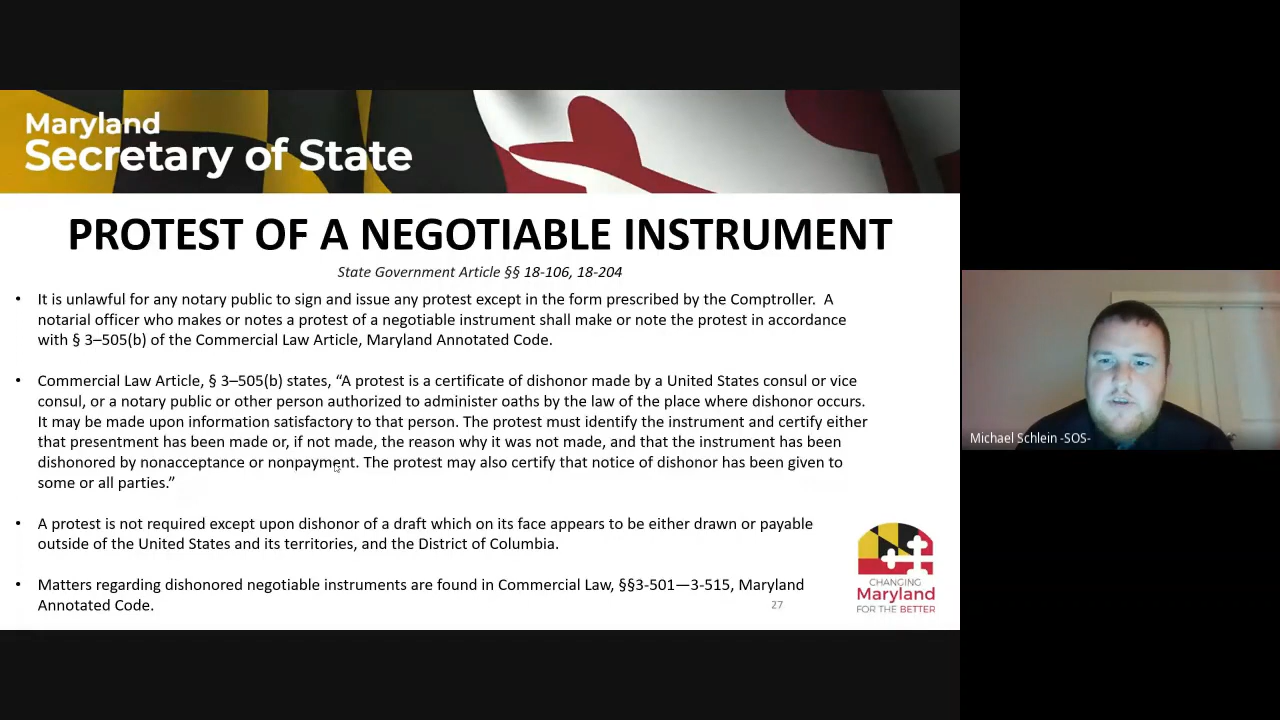 Maryland
Secretary of State
PROTEST OF A NEGOTIABLE INSTRUMENT
State Government Article §§ 18-106, 18-204
• It is unlawful for any notary public to sign and issue any protest except in the form prescribed by the Comptroller. A
notarial officer who makes or notes a protest of a negotiable instrument shall make or note the protest in accordance
with § 3–505(b) of the Commercial Law Article, Maryland Annotated Code.
• Commercial Law Article, § 3–505(b) states, “A protest is a certificate of dishonor made by a United States consul or vice
consul, or a notary public or other person authorized to administer oaths by the law of the place where dishonor occurs.
It may be made upon information satisfactory to that person. The protest must identify the instrument and certify either
that presentment has been made or, if not made, the reason why it was not made, and that the instrument has been
dishonored by nonacceptance or nonpayment. The protest may also certify that notice of dishonor has been given to
some or all parties.”
• A protest is not required except upon dishonor of a draft which on its face appears to be either drawn or payable
outside of the United States and its territories, and the District of Columbia.
• Matters regarding dishonored negotiable instruments are found in Commercial Law, §§3-501—3-515, Maryland
Annotated Code.
27
CHANGING
Maryland
FOR THE BETTER
Michael Schlein -SOS-